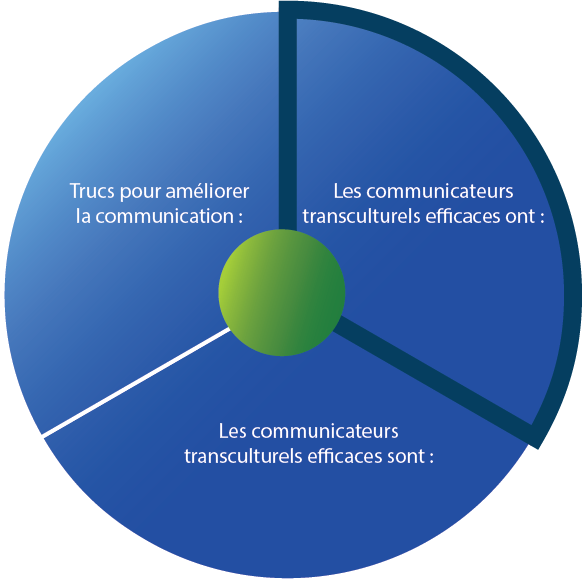 Trucs pour améliorer
la communication :
Les communicateurs
transculturels efficaces ont :
Les communicateurs
transculturels efficaces sont :